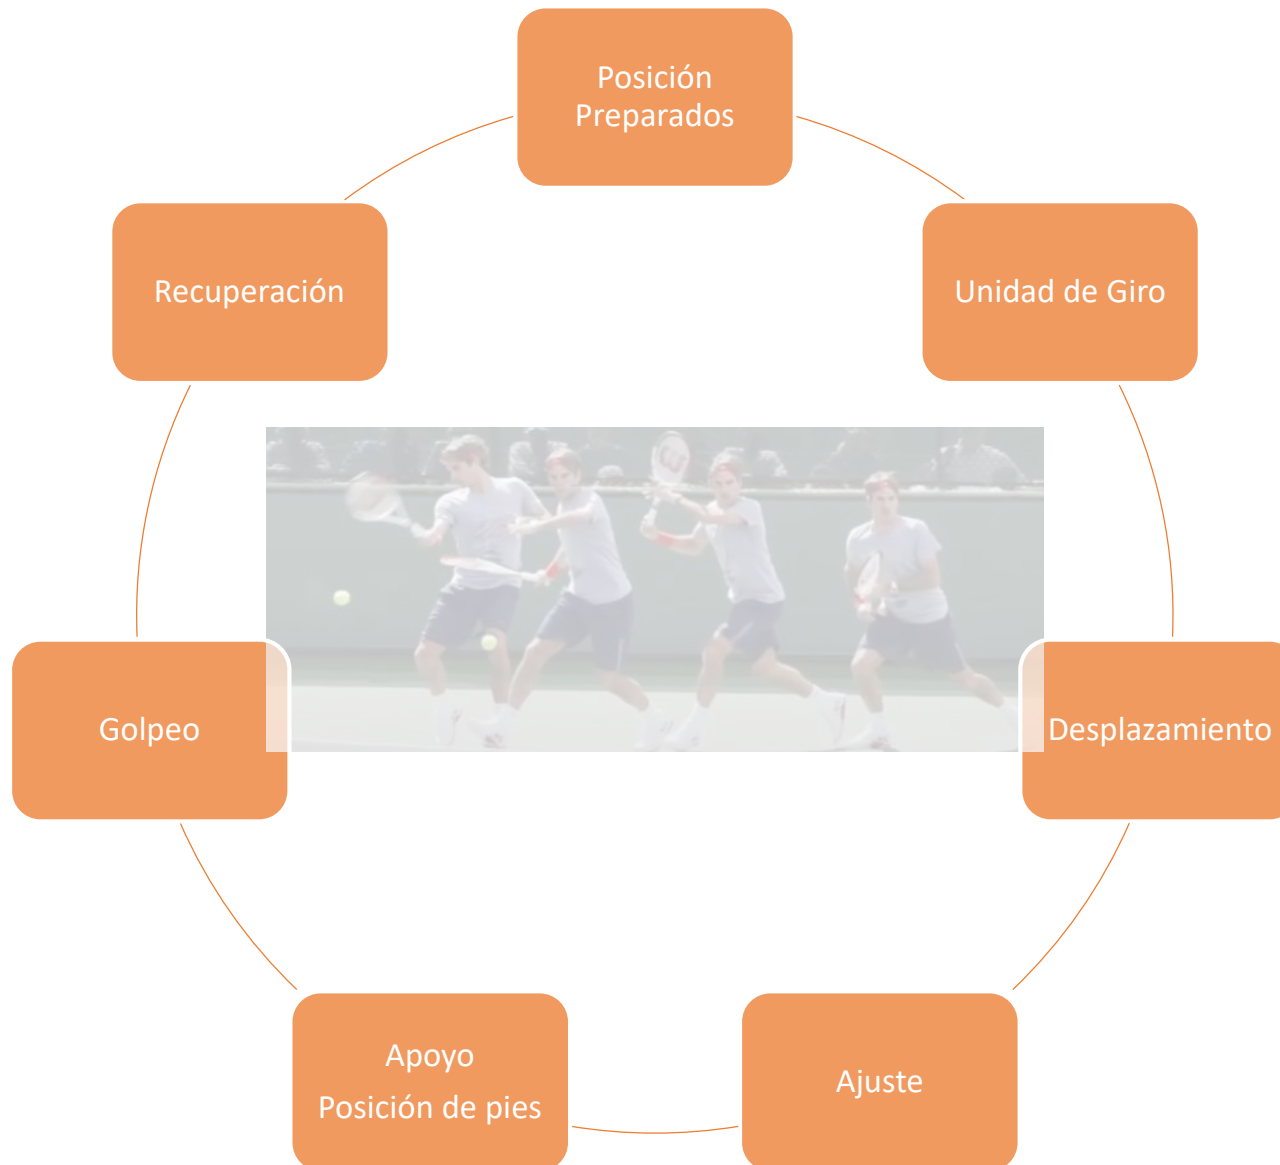 Posición
Preparados
Unidad de Giro
Desplazamiento
Ajuste
Apoyo
Posición de pies
Golpeo
Recuperación